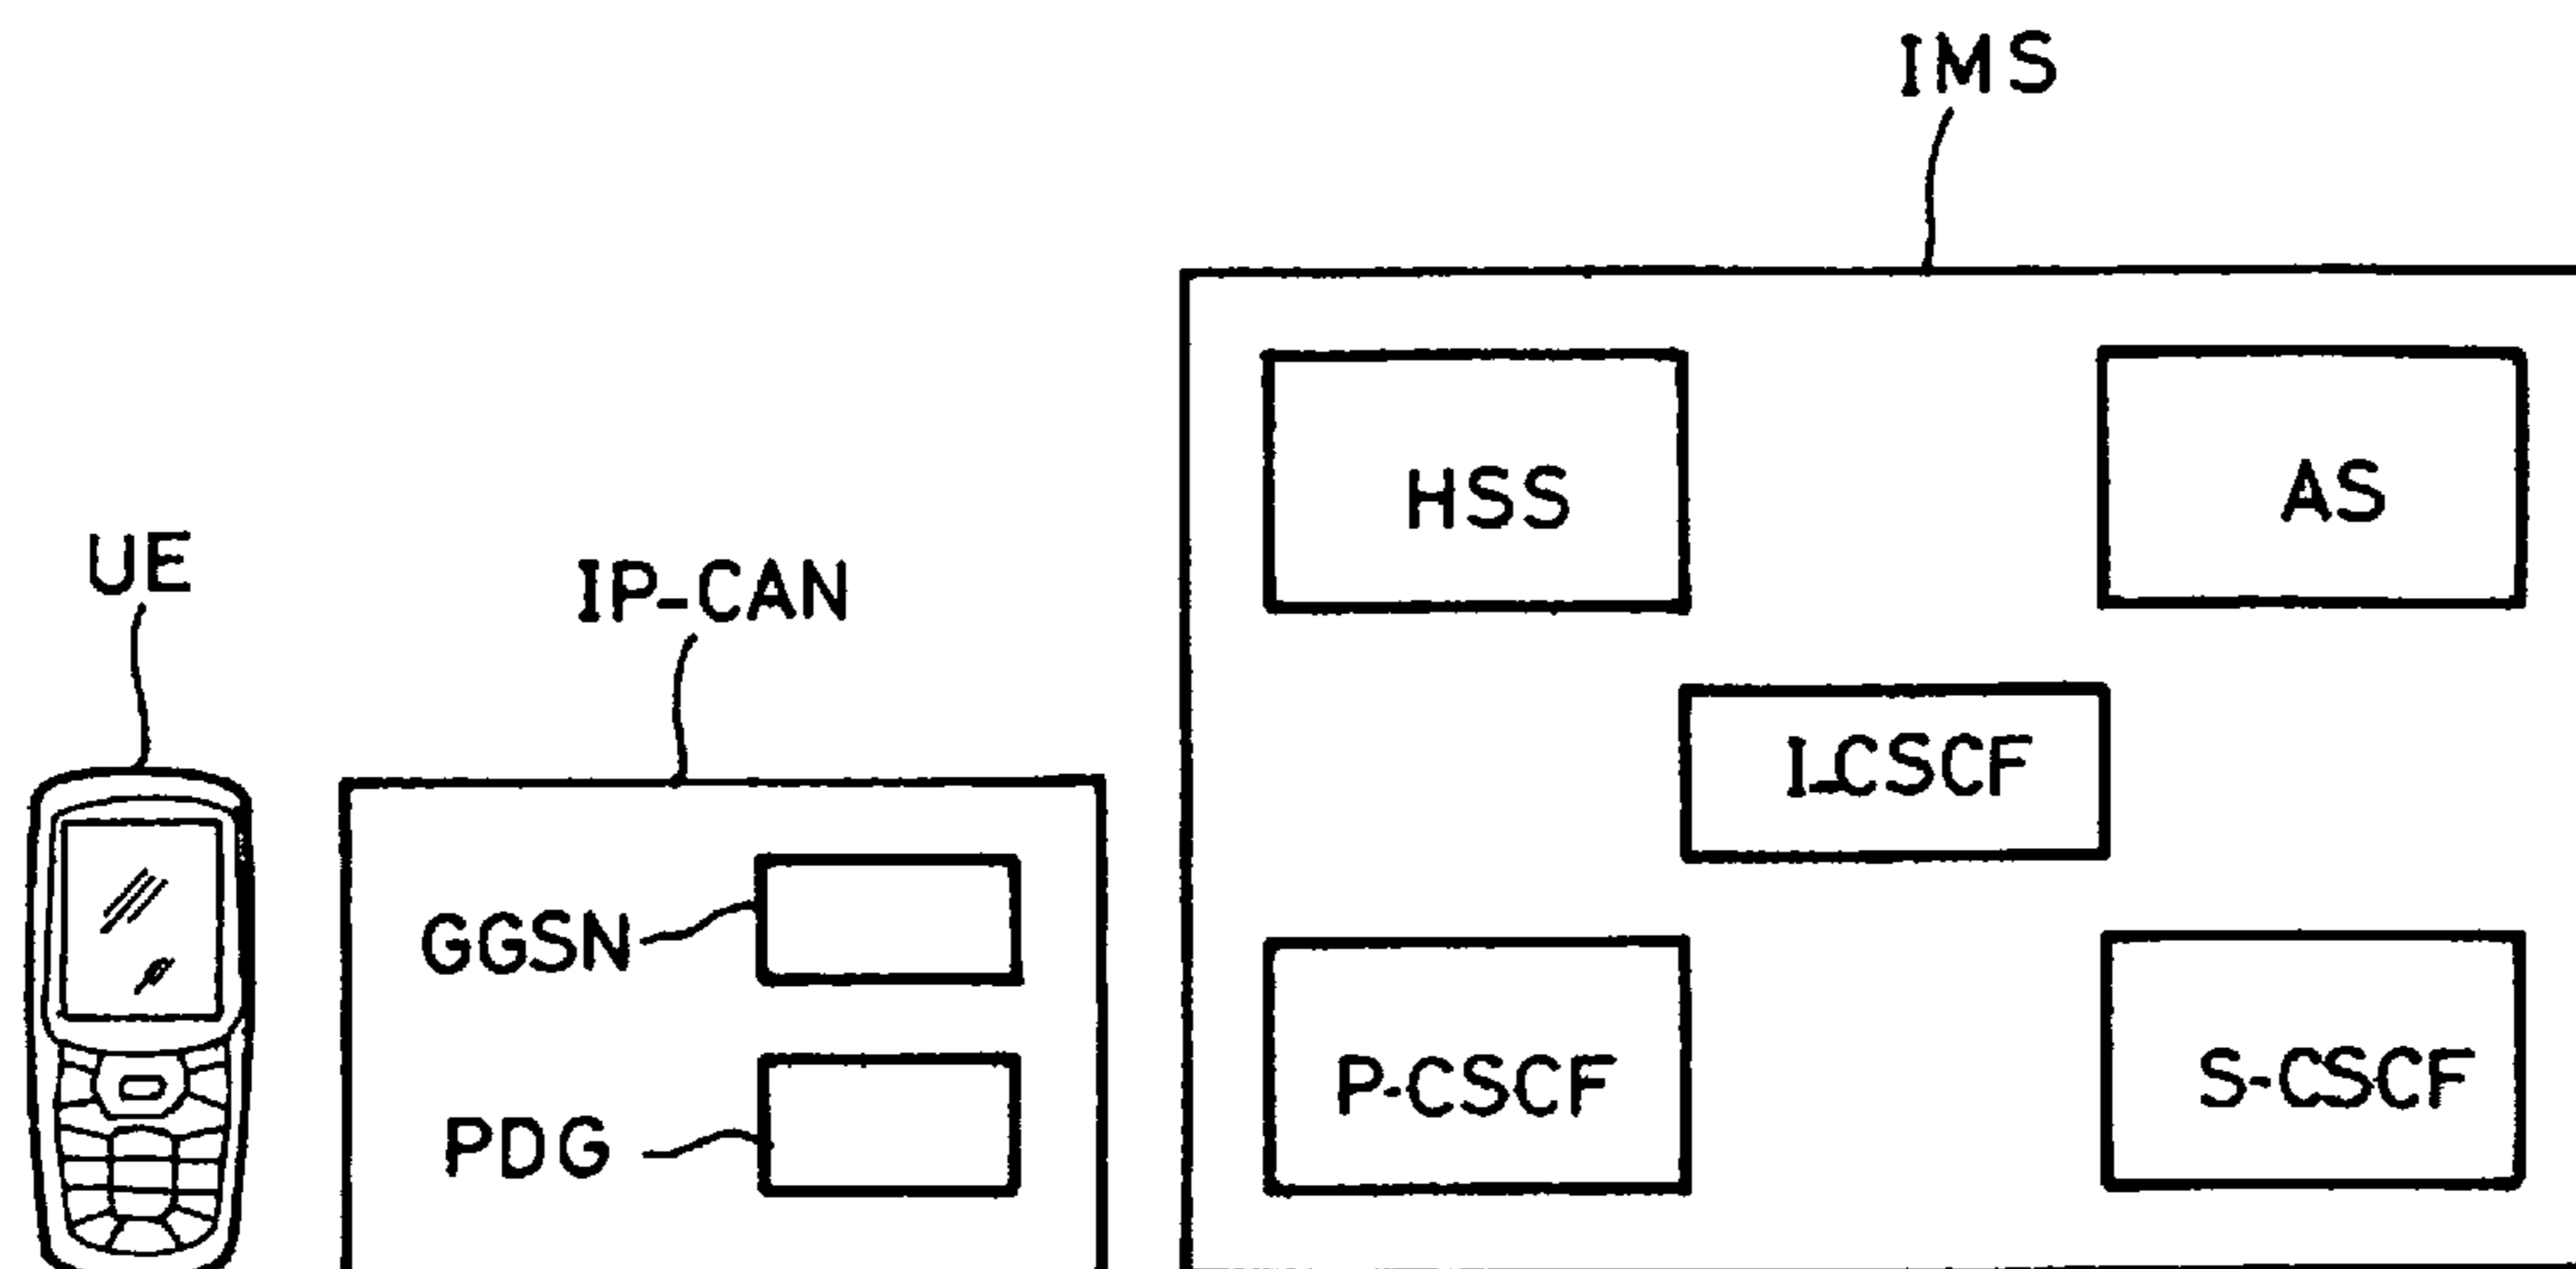 IMS
HSS
AS
UE
IP-CAN
I-CSCF
GGSN
P-CSCF
S-CSCF
PDG